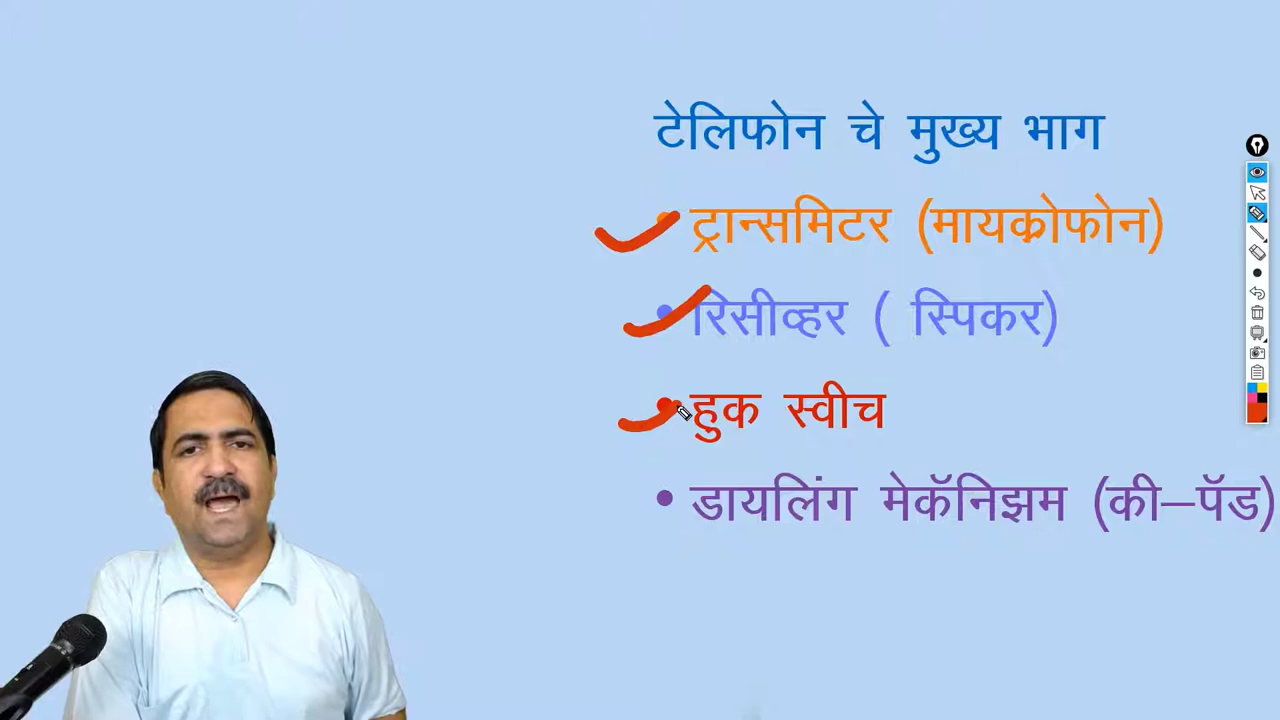 टेलिफोन चे मुख्य भाग
• ट्रान्समिटर (मायक्रोफोन)
• रिसीव्हर ( स्पिकर)
• हुक स्वीच
• डायलिंग मेकॅनिझम (की–पॅड)